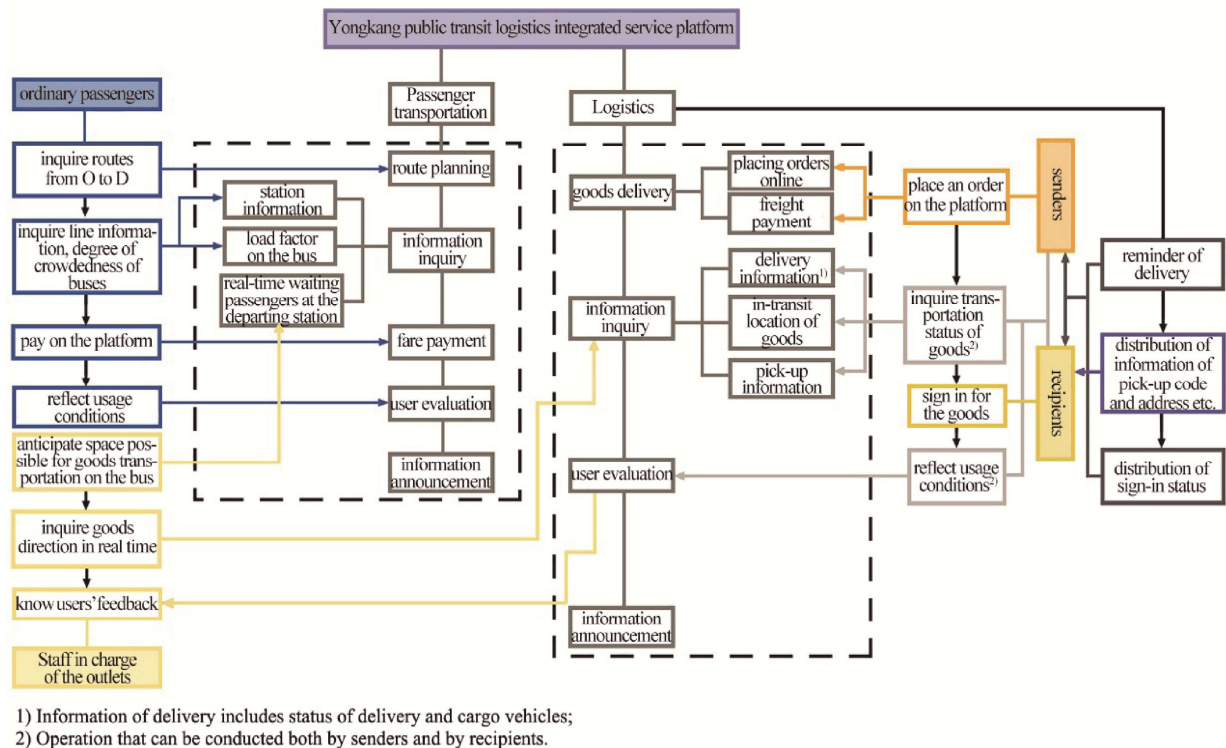 Yongkang public transit logistics integrated service platform
ordinary passengers
inquire routes
from O to D
inquire line informa-
tion, degree of
crowdedness of
buses
pay on the platform
reflect usage
conditions
anticipate space pos-
sible for goods trans-
portation on the bus
inquire goods
direction in real time
know users' feedback
Staff in charge
of the outlets
Passenger
transportation
route planning
station
information
load factor
on the bus
real-time waiting
passengers at the
departing station
information
inquiry
fare payment
user evaluation
information
announcement
Logistics
goods delivery
placing orders
online
freight
payment
information
inquiry
delivery
information1)
in-transit
location of
goods
pick-up
information
user evaluation
information
announcement
place an order
on the platform
inquire trans-
portation
status of
goods2)
sign in for
the goods
reflect usage
conditions2)
senders
recipients
reminder of
delivery
distribution of
information of
pick-up code
and address etc.
distribution of
sign-in status
1) Information of delivery includes status of delivery and cargo vehicles;
2) Operation that can be conducted both by senders and by recipients.